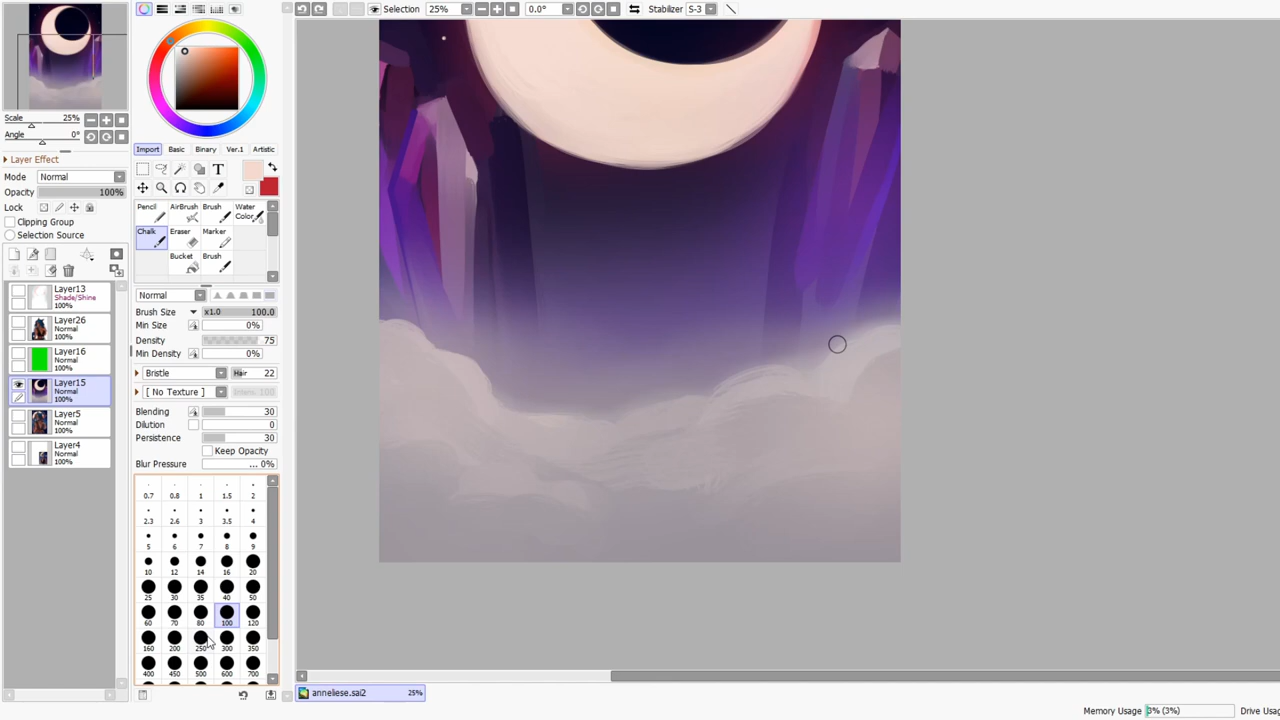 Selection 25% 0.0° Stabilizer S-3
Scale 25%
Angle 0°
Layer Effect
Mode Normal
Opacity 100%
Lock
Clipping Group
Selection Source
Layer13
Shade/Shine
100%
Layer26
Normal
100%
Layer16
Normal
100%
Layer15
Normal
100%
Layer5
Normal
100%
Layer4
Normal
100%
Import Basic Binary Ver.1 Artistic
T
Pencil AirBrush Brush Water
Color
Chalk Eraser Marker
Bucket Brush
Normal
Brush Size x1.0 100.0
Min Size 0%
Density 75
Min Density 0%
Bristle Hair 22
[ No Texture ]
Blending 30
Dilution 0
Persistence 30
Keep Opacity
Blur Pressure ... 0%
0.7 0.8 1 1.5 2
2.3 2.6 3 3.5 4
5 6 7 8 9
10 12 14 16 20
25 30 35 40 50
60 70 80 100 120
160 200 250 300 350
400 450 500 600 700
anneliese.sai2 25%
Memory Usage 3% (3%) Drive Usag